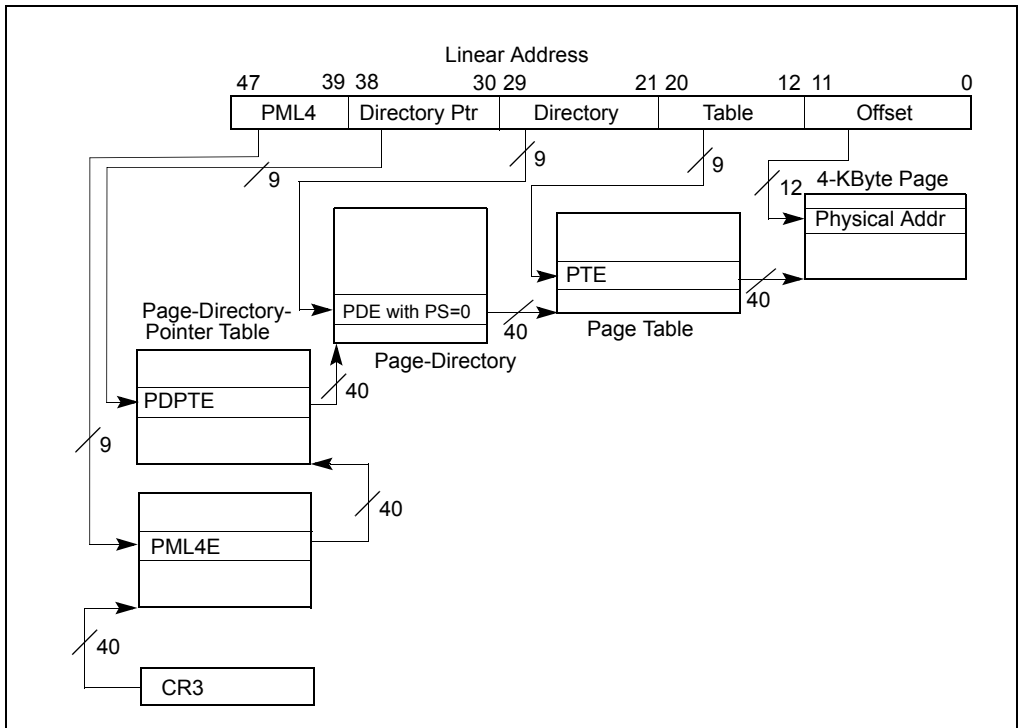 Linear Address
47 39 38 30 29 21 20 12 11 0
PML4 Directory Ptr Directory Table Offset
9 9 9 12 4-KByte Page
Physical Addr
PTE
40
Page-Directory-
Pointer Table
PDE with PS=0
40
Page Table
Page-Directory
40
PDPTE
9
40
PML4E
40
CR3